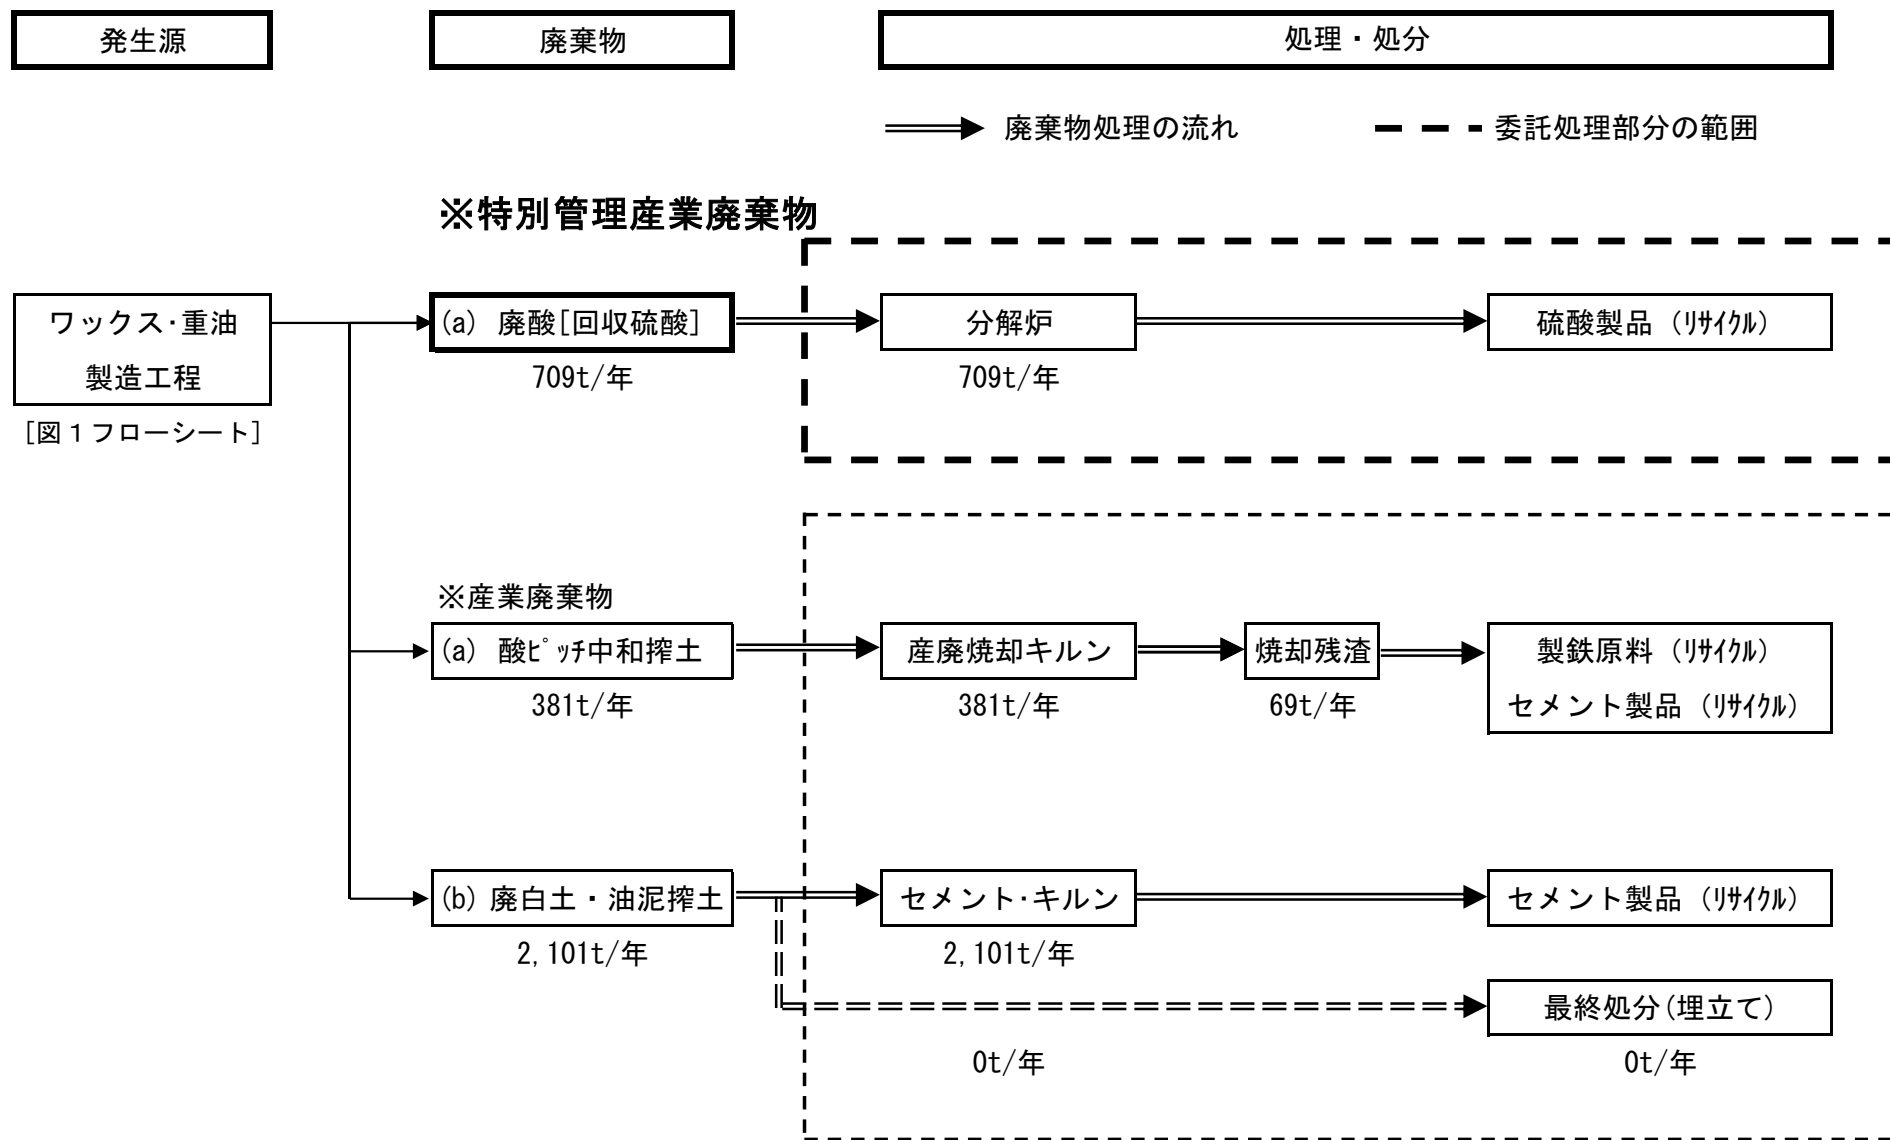 発生源
廃棄物
処理・処分
廃棄物処理の流れ
委託処理部分の範囲
※特別管理産業廃棄物
ワックス･重油
製造工程
[図１フローシート]
(a) 廃酸[回収硫酸]
709t/年
分解炉
709t/年
硫酸製品（ﾘｻｲｸﾙ）
※産業廃棄物
(a) 酸ﾋﾟｯﾁ中和搾土
381t/年
産廃焼却キルン
381t/年
焼却残渣
69t/年
製鉄原料（ﾘｻｲｸﾙ）
セメント製品（ﾘｻｲｸﾙ）
(b) 廃白土・油泥搾土
2,101t/年
セメント･キルン
2,101t/年
セメント製品（ﾘｻｲｸﾙ）
最終処分(埋立て)
0t/年
0t/年